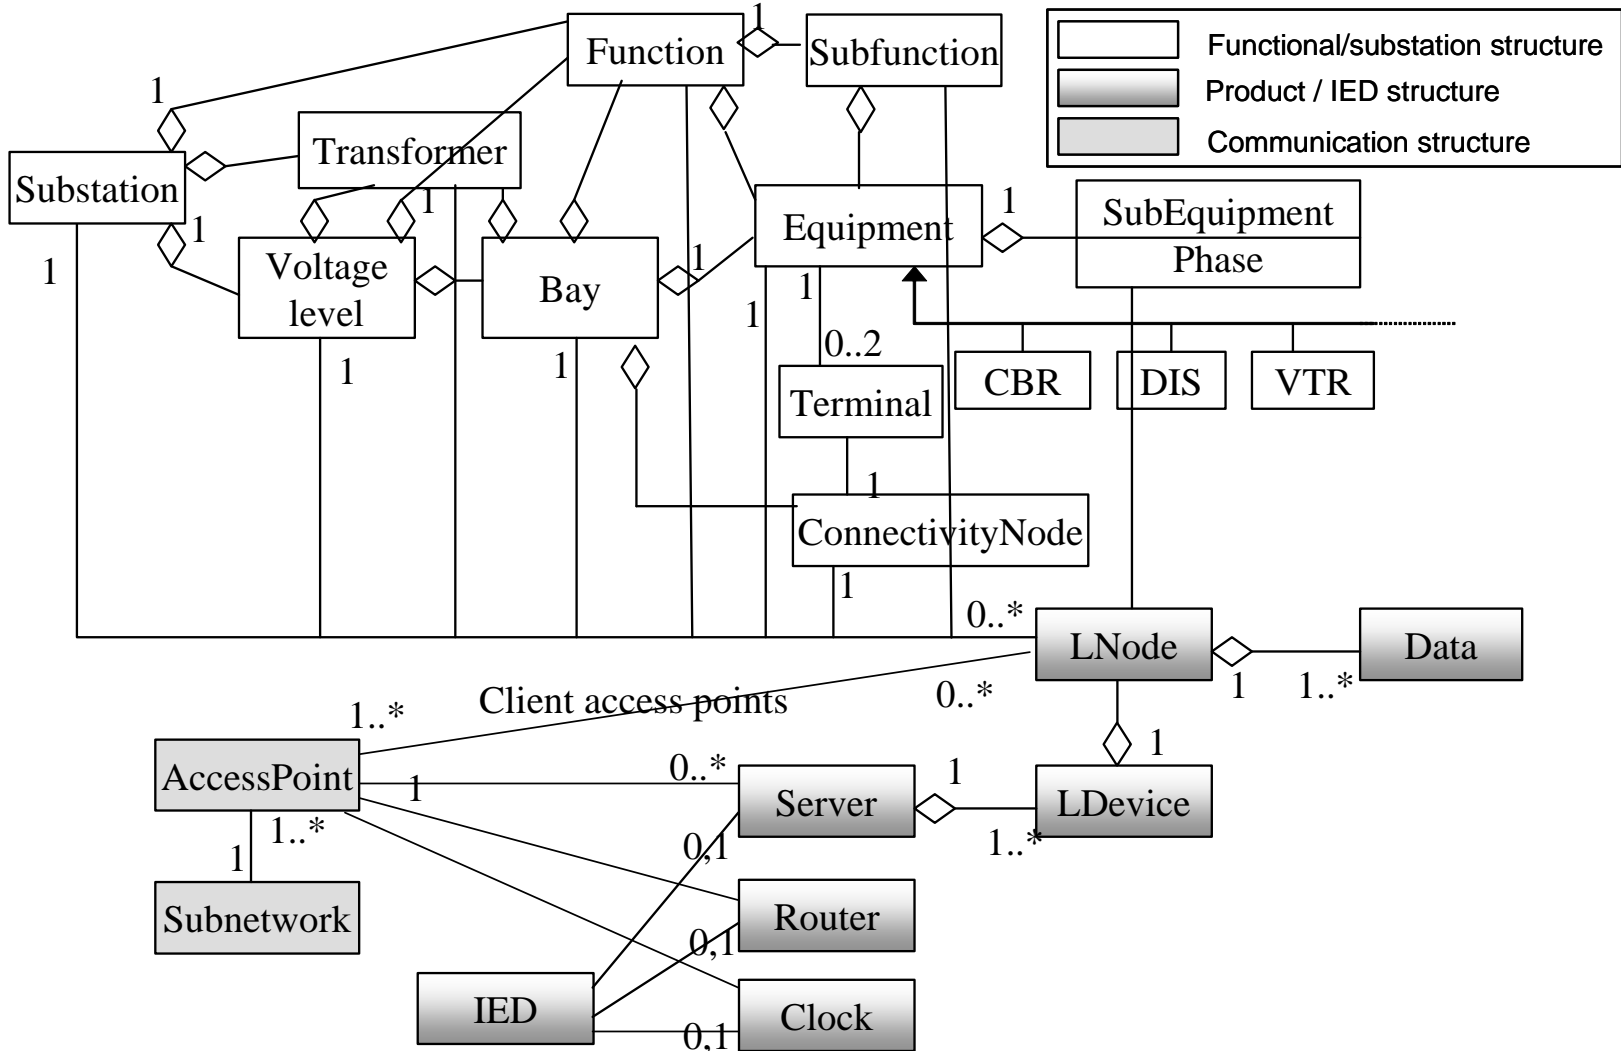 1
Function
Subfunction
Functional/substation structure
Product / IED structure
Communication structure
1
Transformer
Substation
1
1
1
Equipment
1
SubEquipment
Phase
Voltage
level
Bay
1
1
1
1
1
1
0..2
CBR
DIS
VTR
Terminal
1
ConnectivityNode
1
0..*
LNode
Data
0..*
1
1..*
Client access points
1..*
AccessPoint
1
0..*
Server
1
1
LDevice
1..*
1..*
1
0,1
Subnetwork
Router
0,1
IED
Clock
0,1